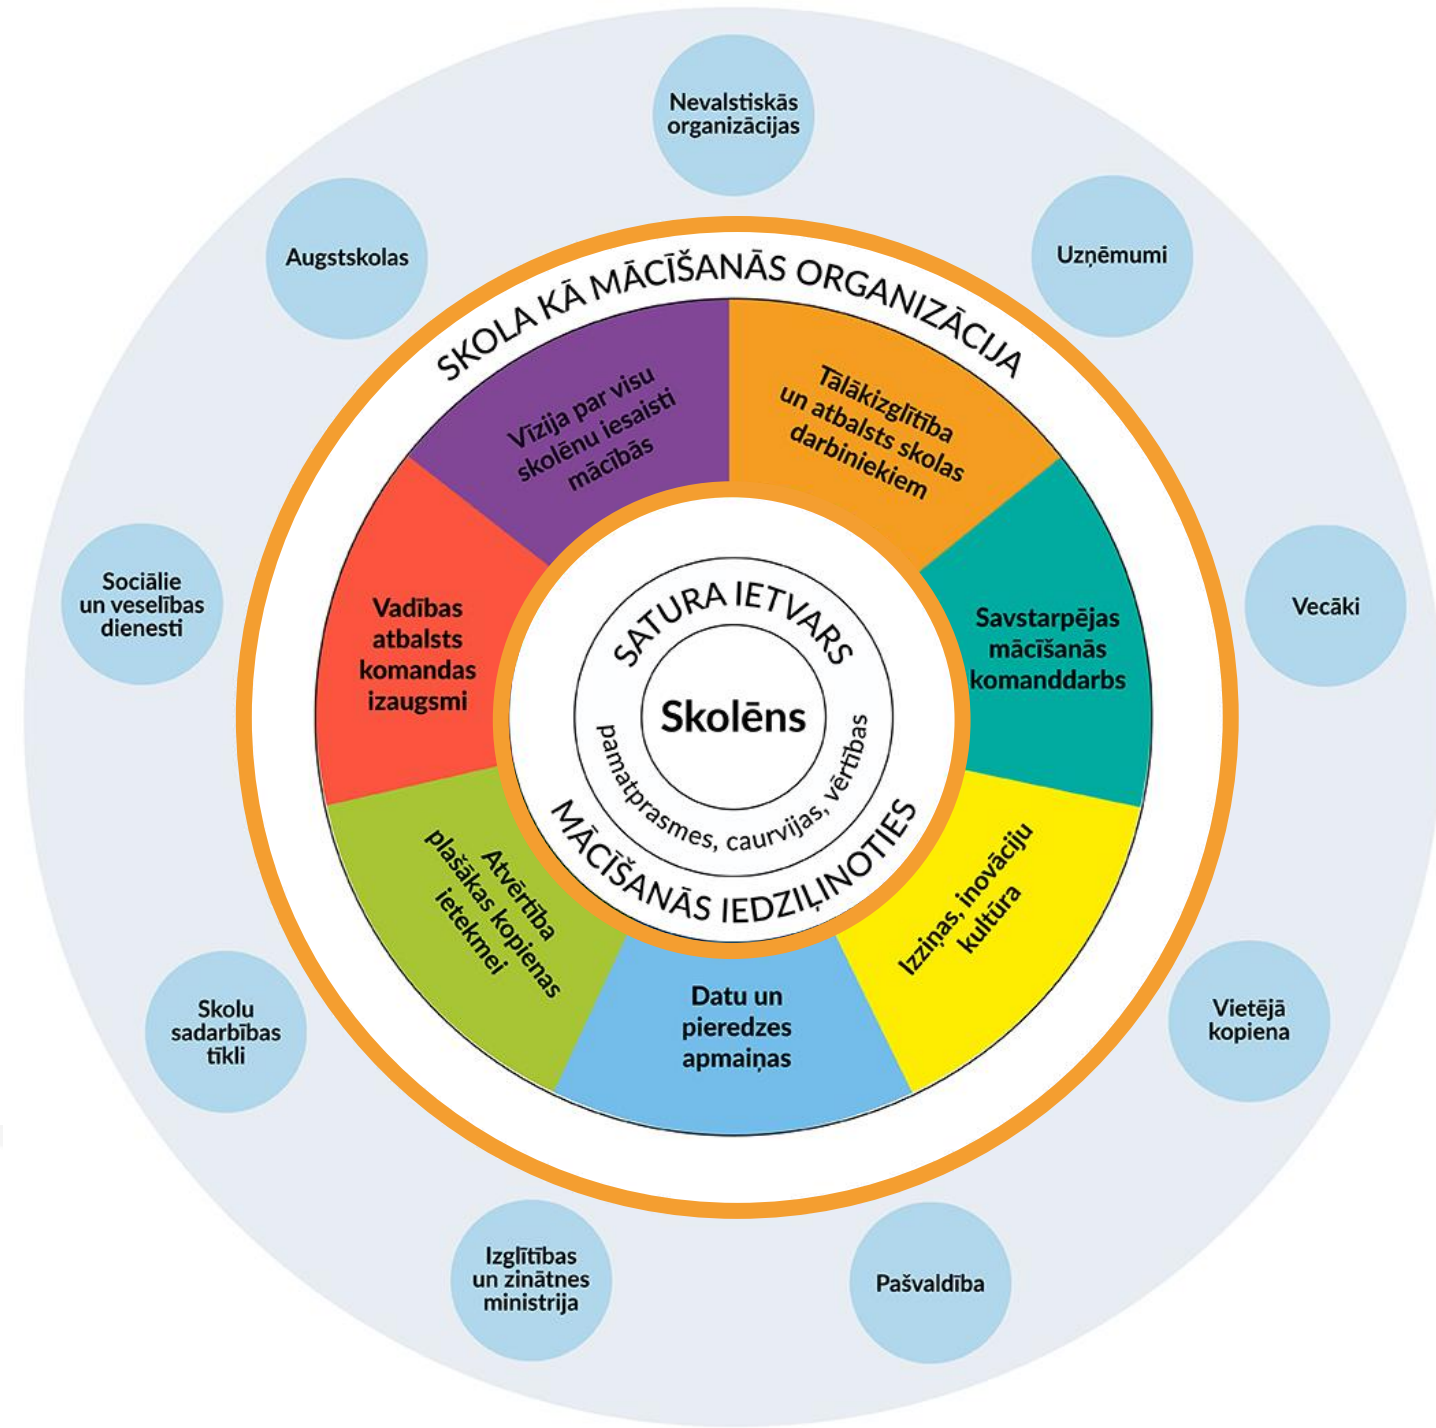 Nevalstiskās
organizācijas
Augstskolas
Uzņēmumi
SKOLA KĀ MĀCĪŠANĀS ORGANIZĀCIJA
Vīzija par visu
skolēnu iesaisti
mācībās
Tālākizglītība
un atbalsts skolas
darbiniekiem
Sociālie
un veselības
dienesti
Vadības
atbalsts
komandas
izaugsmi
SATURA IETVARS
Skolēns
pamatprasmes, caurvijas, vērtības
MĀCĪŠANĀS IEDZIĻINOTIES
Savstarpējas
mācīšanās
komanddarbs
Vecāki
Atvērtība
plašākas kopienas
ietekmei
Datu un
pieredzes
apmaiņas
Izziņas, inovāciju
kultūra
Skolu
sadarbības
tīkli
Vietējā
kopiena
Izglītības
un zinātnes
ministrija
Pašvaldība